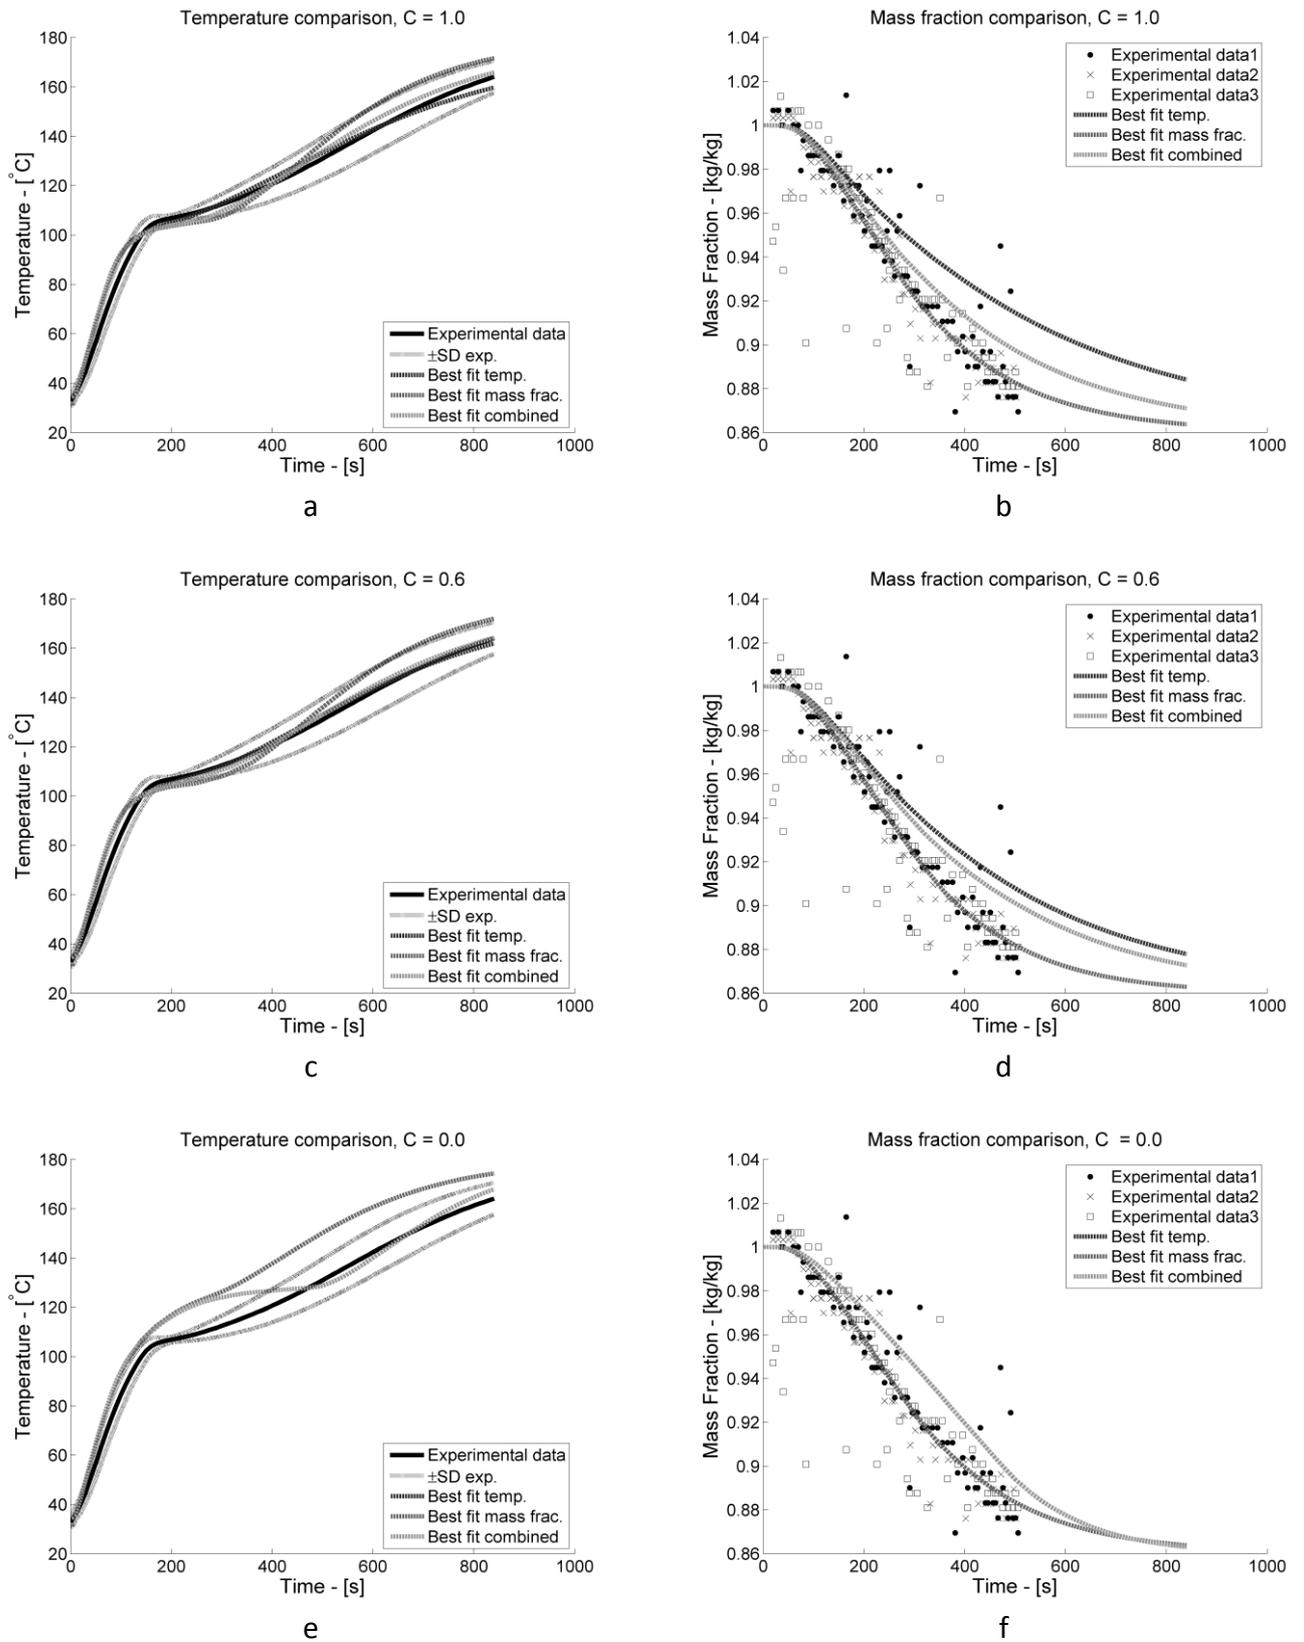 Temperature comparison, C = 1.0
180
160
140
120
100
80
60
40
20
0
200
400
600
800
1000
Temperature - [°C]
Time - [s]
Experimental data
±SD exp.
Best fit temp.
Best fit mass frac.
Best fit combined
a
Mass fraction comparison, C = 1.0
1.04
1.02
1
0.98
0.96
0.94
0.92
0.9
0.88
0.86
0
200
400
600
800
1000
Mass Fraction - [kg/kg]
Time - [s]
Experimental data1
Experimental data2
Experimental data3
Best fit temp.
Best fit mass frac.
Best fit combined
b
Temperature comparison, C = 0.6
180
160
140
120
100
80
60
40
20
0
200
400
600
800
1000
Temperature - [°C]
Time - [s]
Experimental data
±SD exp.
Best fit temp.
Best fit mass frac.
Best fit combined
c
Mass fraction comparison, C = 0.6
1.04
1.02
1
0.98
0.96
0.94
0.92
0.9
0.88
0.86
0
200
400
600
800
1000
Mass Fraction - [kg/kg]
Time - [s]
Experimental data1
Experimental data2
Experimental data3
Best fit temp.
Best fit mass frac.
Best fit combined
d
Temperature comparison, C = 0.0
180
160
140
120
100
80
60
40
20
0
200
400
600
800
1000
Temperature - [°C]
Time - [s]
Experimental data
±SD exp.
Best fit temp.
Best fit mass frac.
Best fit combined
e
Mass fraction comparison, C = 0.0
1.04
1.02
1
0.98
0.96
0.94
0.92
0.9
0.88
0.86
0
200
400
600
800
1000
Mass Fraction - [kg/kg]
Time - [s]
Experimental data1
Experimental data2
Experimental data3
Best fit temp.
Best fit mass frac.
Best fit combined
f